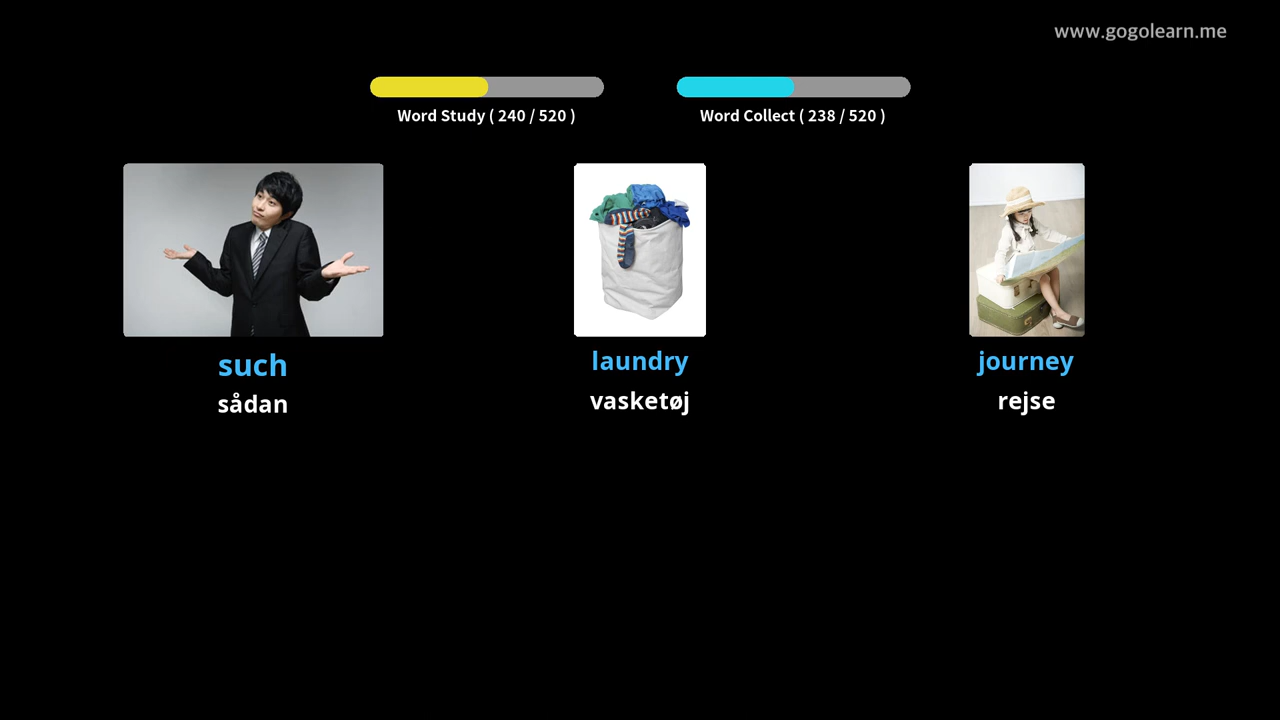 www.gogolearn.me
Word Study ( 240 / 520 )
Word Collect ( 238 / 520 )
such
sådan
laundry
vasketøj
journey
rejse